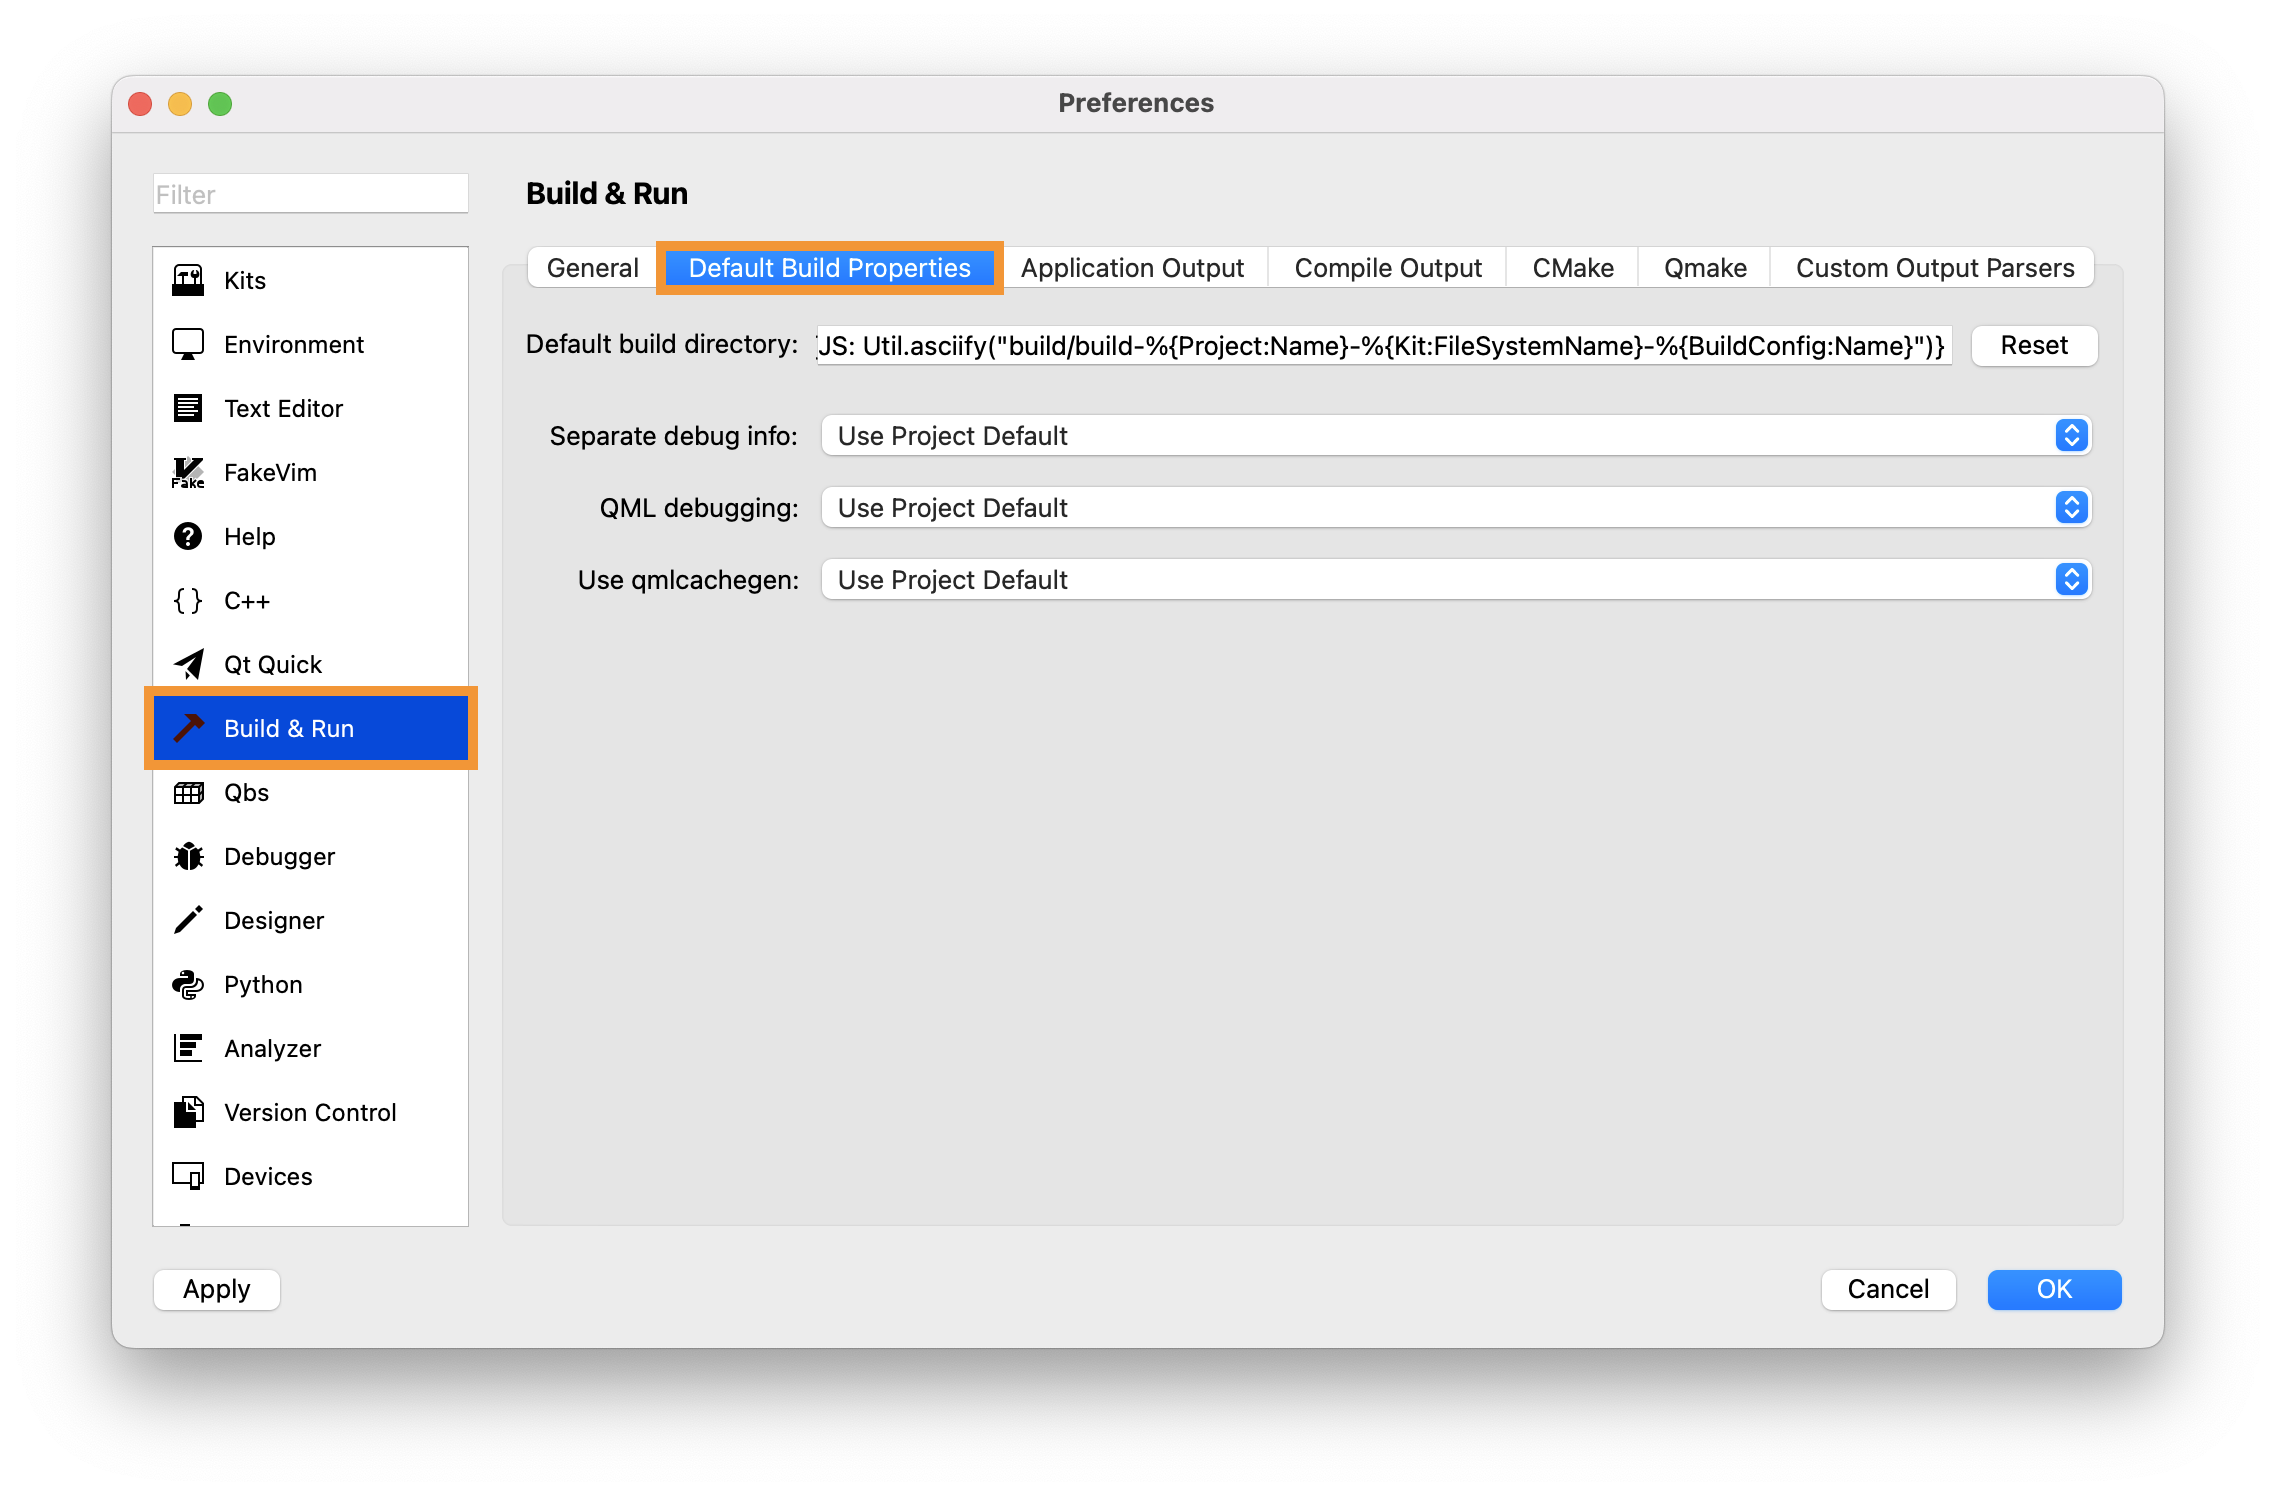 Preferences
Filter
Kits
Environment
Text Editor
Fake
FakeVim
Help
C++
Qt Quick
Build & Run
Qbs
Debugger
Designer
Python
Analyzer
Version Control
Devices
Build & Run
General Default Build Properties Application Output Compile Output CMake Qmake Custom Output Parsers
Default build directory: JS: Util.asciify("build/build-%{Project:Name}-%{Kit:FileSystemName}-%{BuildConfig:Name}")} Reset
Separate debug info: Use Project Default
QML debugging: Use Project Default
Use qmlcachegen: Use Project Default
Apply Cancel OK